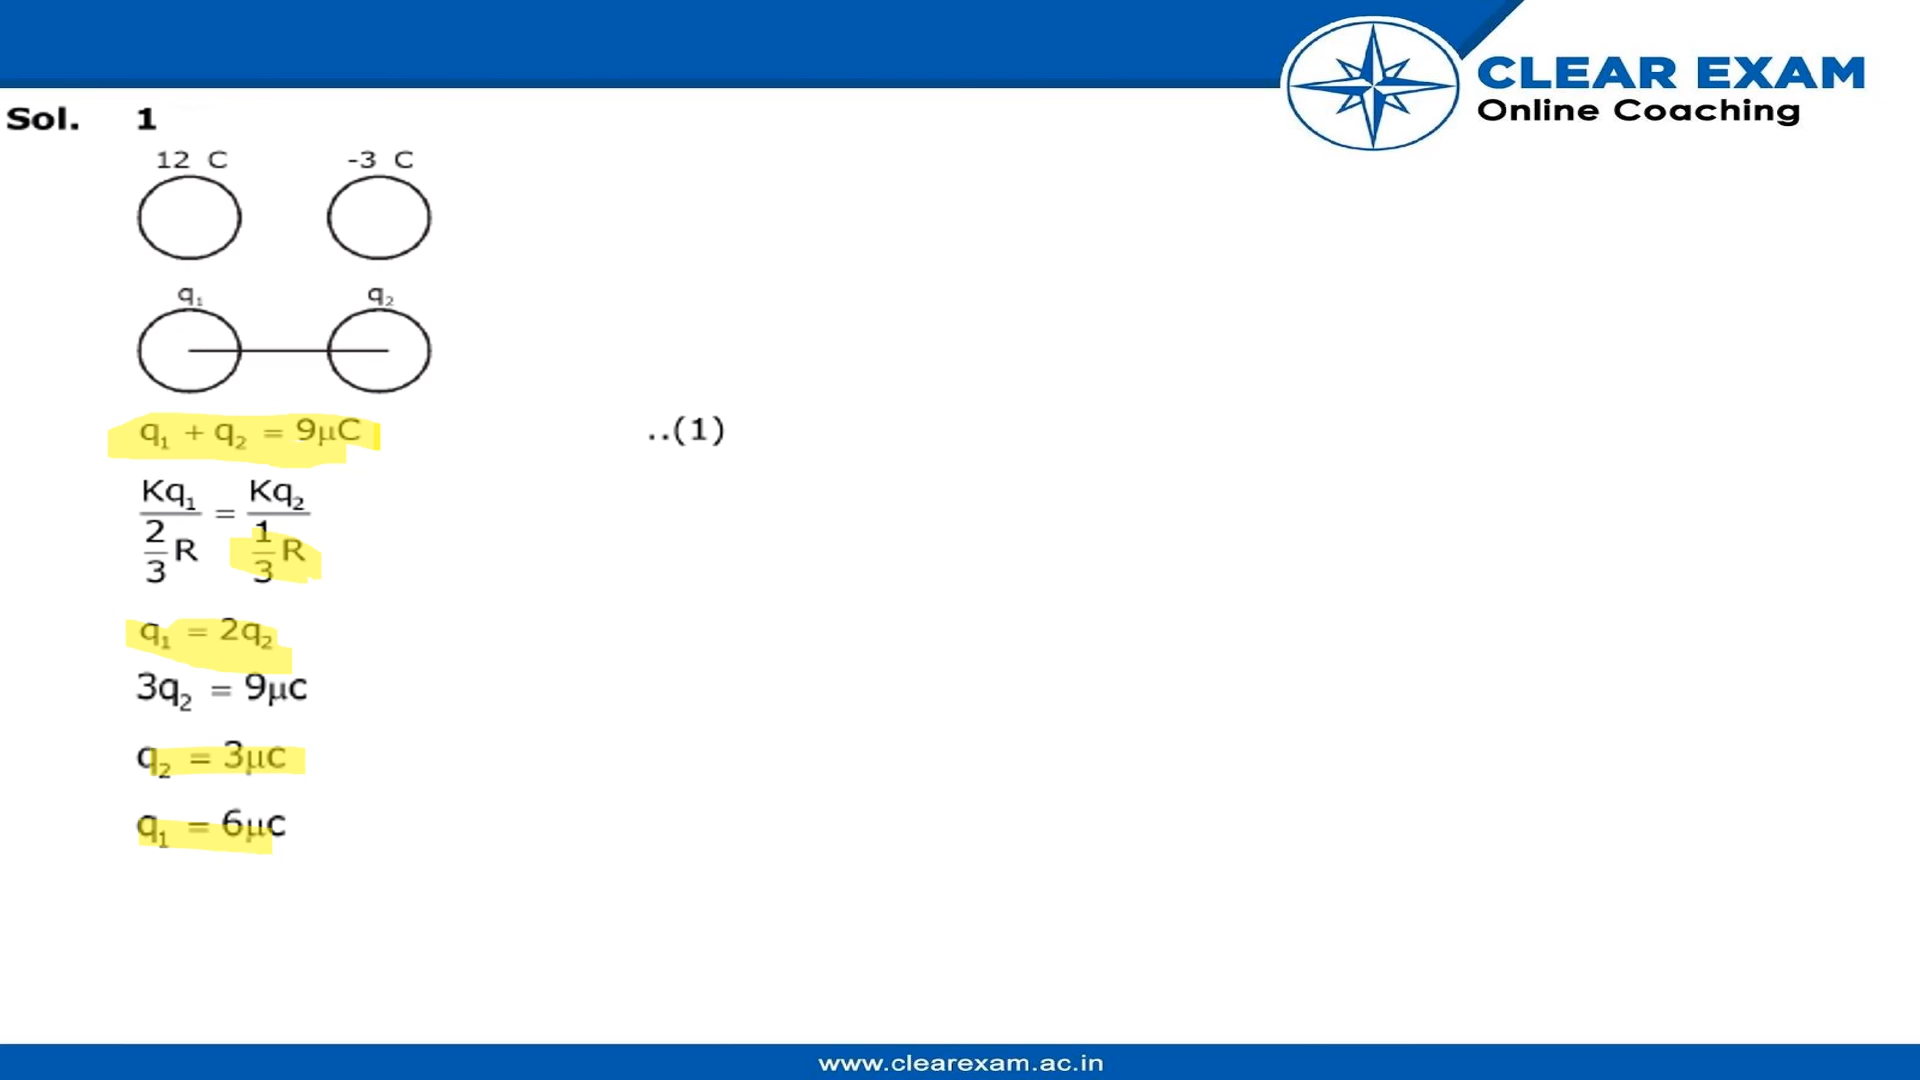 CLEAR EXAM
Online Coaching
Sol. 1
12 C -3 C
q₁ q₂
q₁ + q₂ = 9μC ..(1)
Kq₁ / (2/3 R) = Kq₂ / (1/3 R)
q₁ = 2q₂
3q₂ = 9μc
q₂ = 3μc
q₁ = 6μc
www.clearexam.ac.in